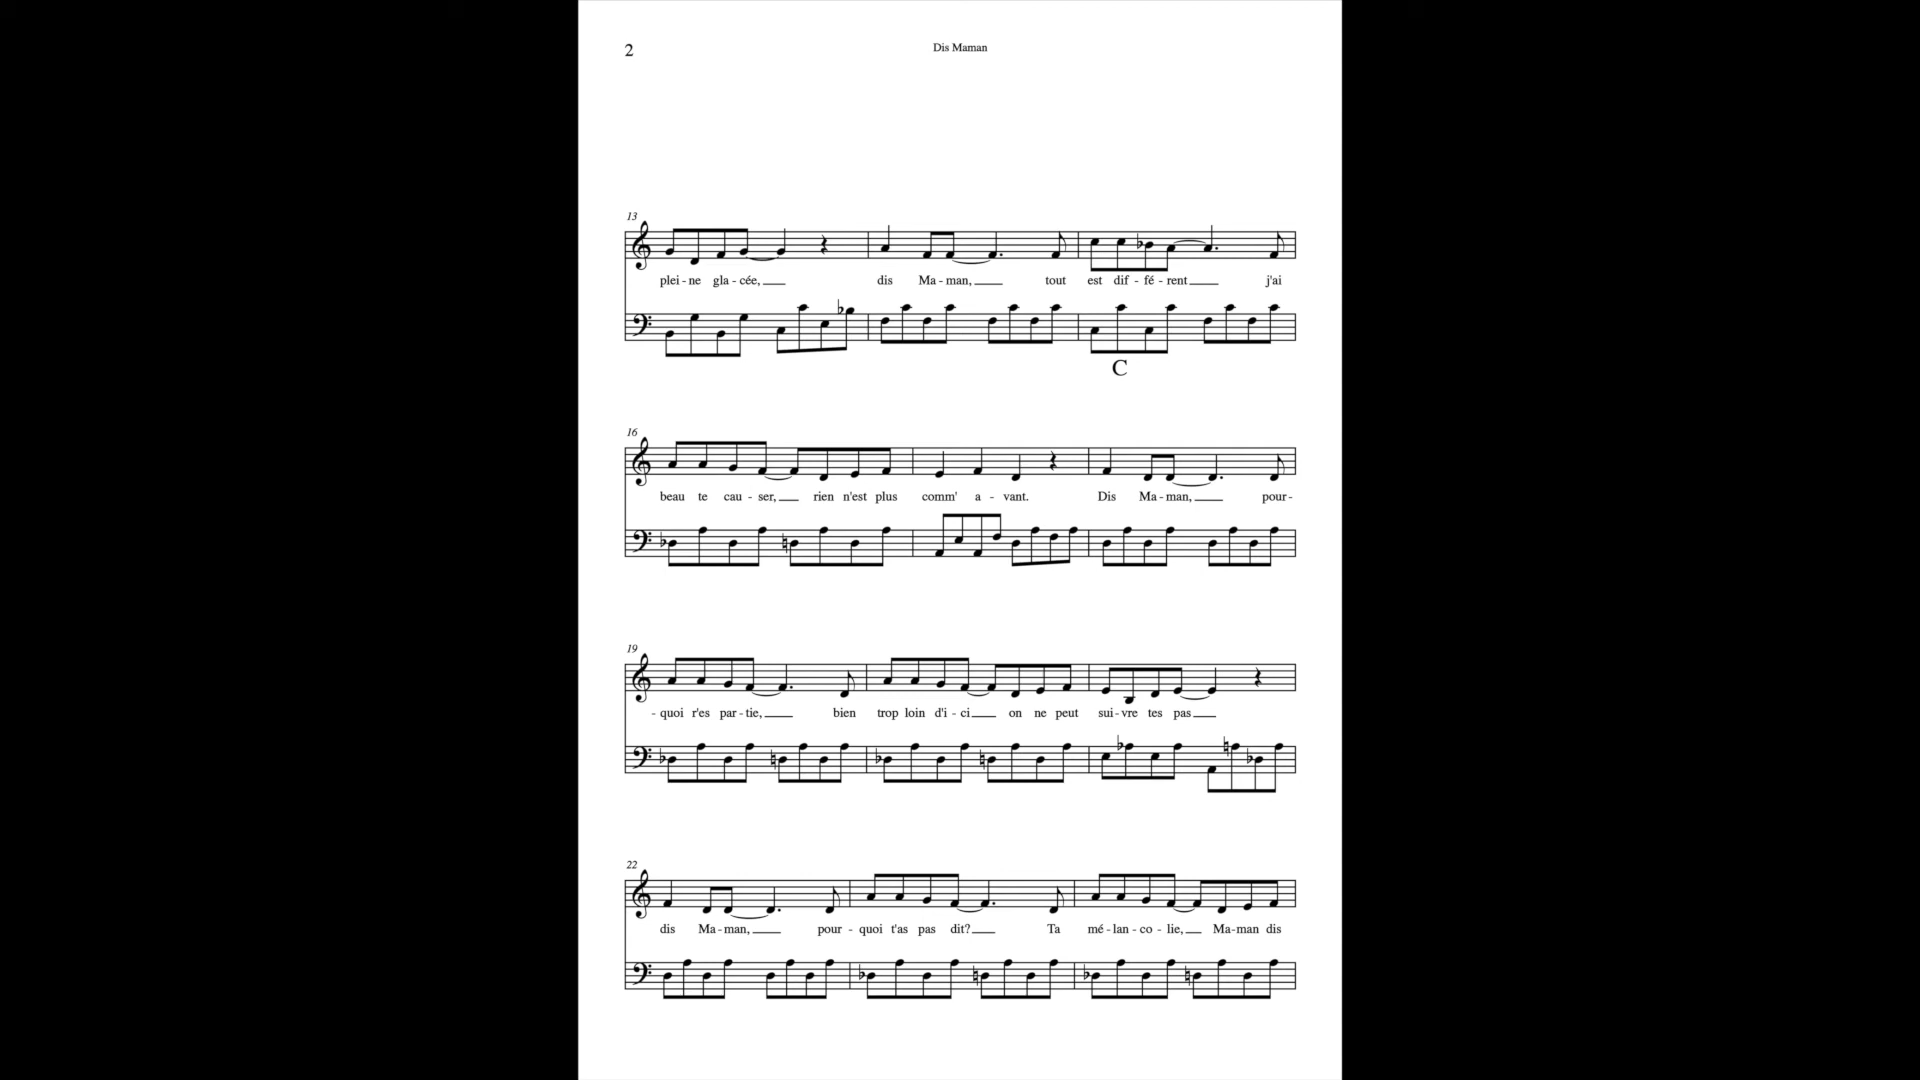 2
Dis Maman
13
plei - ne gla - cée, dis Ma - man, tout est dif - fé - rent j'ai
C
16
beau te cau - ser, rien n'est plus comm' a - vant. Dis Ma - man, pour -
19
- quoi r'es par - tie, bien trop loin d'i - ci on ne peut sui - vre tes pas
22
dis Ma - man, pour - quoi t'as pas dit? Ta mé - lan - co - lie, Ma - man dis